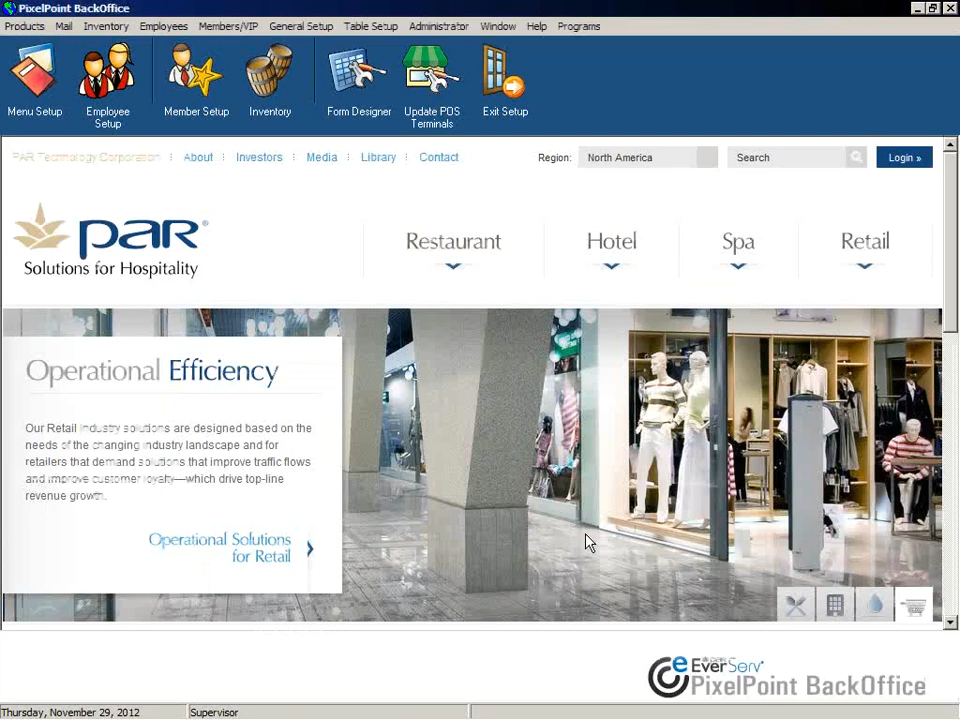 PixelPoint BackOffice
Products Mail Inventory Employees Members/VIP General Setup Table Setup Administrator Window Help Programs
Menu Setup
Employee Setup
Member Setup
Inventory
Form Designer
Update POS Terminals
Exit Setup
PAR Technology Corporation About Investors Media Library Contact Region: North America Search Login »
par®
Solutions for Hospitality
Restaurant Hotel Spa Retail
Operational Efficiency
Our Retail Industry solutions are designed based on the
needs of the changing industry landscape and for
retailers that demand solutions that improve traffic flows
and improve customer loyalty—which drive top-line
revenue growth.
Operational Solutions
for Retail
EverServ
PixelPoint BackOffice
Thursday, November 29, 2012 Supervisor